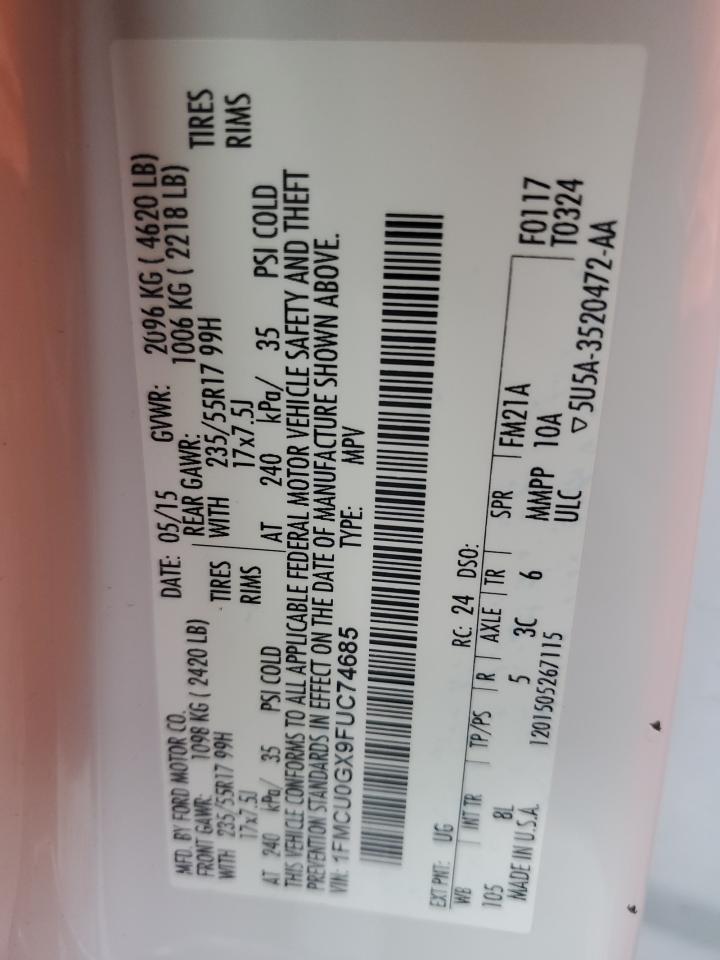 MFD. BY FORD MOTOR CO.
DATE: 05/15 GVWR: 2096 KG ( 4620 LB)
FRONT GAWR: 1098 KG ( 2420 LB) REAR GAWR: 1006 KG ( 2218 LB)
WITH 235/55R17 99H TIRES WITH 235/55R17 99H TIRES
17x7.5J RIMS 17x7.5J RIMS
AT 240 kPa/ 35 PSI COLD AT 240 kPa/ 35 PSI COLD
THIS VEHICLE CONFORMS TO ALL APPLICABLE FEDERAL MOTOR VEHICLE SAFETY AND THEFT
PREVENTION STANDARDS IN EFFECT ON THE DATE OF MANUFACTURE SHOWN ABOVE.
VIN: 1FMCU0GX9FUC74685 TYPE: MPV
EXT PNT: UG RC: 24 DSO:
WB INT TR TP/PS R AXLE TR SPR FM21A F0117
105 8L 5 3C 6 MMPP 10A T0324
MADE IN U.S.A. 1201505267115 ULC ▽5U5A-3520472-AA